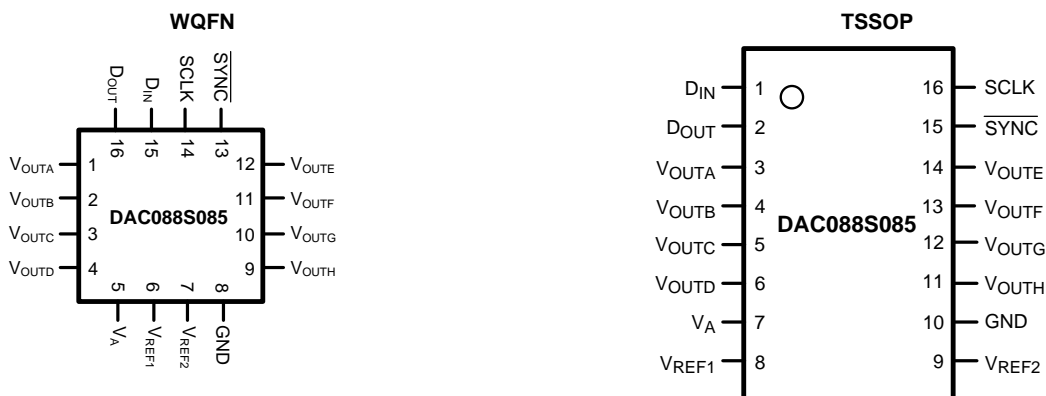 WQFN
DOUT
DIN
SCLK
SYNC
16
15
14
13
VOUTA 1
12 VOUTE
VOUTB 2
11 VOUTF
DAC088S085
VOUTC 3
10 VOUTG
VOUTD 4
9 VOUTH
5
6
7
8
VA
VREF1
VREF2
GND
TSSOP
DIN 1
16 SCLK
DOUT 2
15 SYNC
VOUTA 3
14 VOUTE
VOUTB 4
13 VOUTF
DAC088S085
VOUTC 5
12 VOUTG
VOUTD 6
11 VOUTH
VA 7
10 GND
VREF1 8
9 VREF2